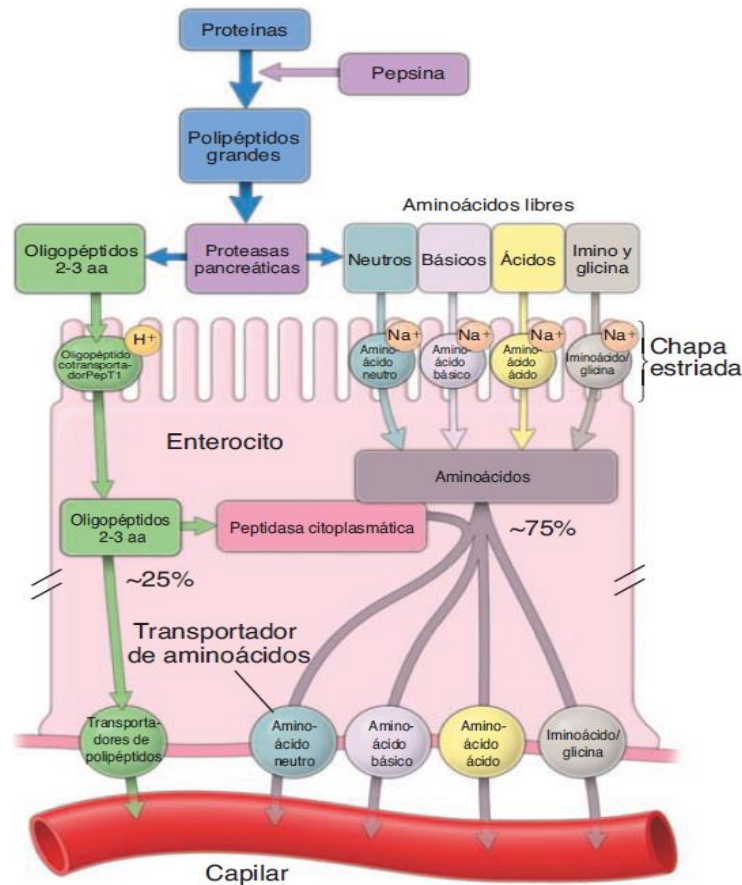 Proteínas
Pepsina
Polipéptidos
grandes
Aminoácidos libres
Oligopéptidos
2-3 aa
Proteasas
pancreáticas
Neutros
Básicos
Ácidos
Imino y
glicina
H+
Na+
Na+
Na+
Na+
Oligopéptido
cotransporta-
dorPepT1
Amino-
ácido
neutro
Amino-
ácido
básico
Amino-
ácido
ácido
Iminoácido/
glicina
Chapa
estriada
Enterocito
Aminoácidos
Oligopéptidos
2-3 aa
Peptidasa citoplasmática
~75%
~25%
Transportador
de aminoácidos
Transporta-
dores de
polipéptidos
Amino-
ácido
neutro
Amino-
ácido
básico
Amino-
ácido
ácido
Iminoácido/
glicina
Capilar